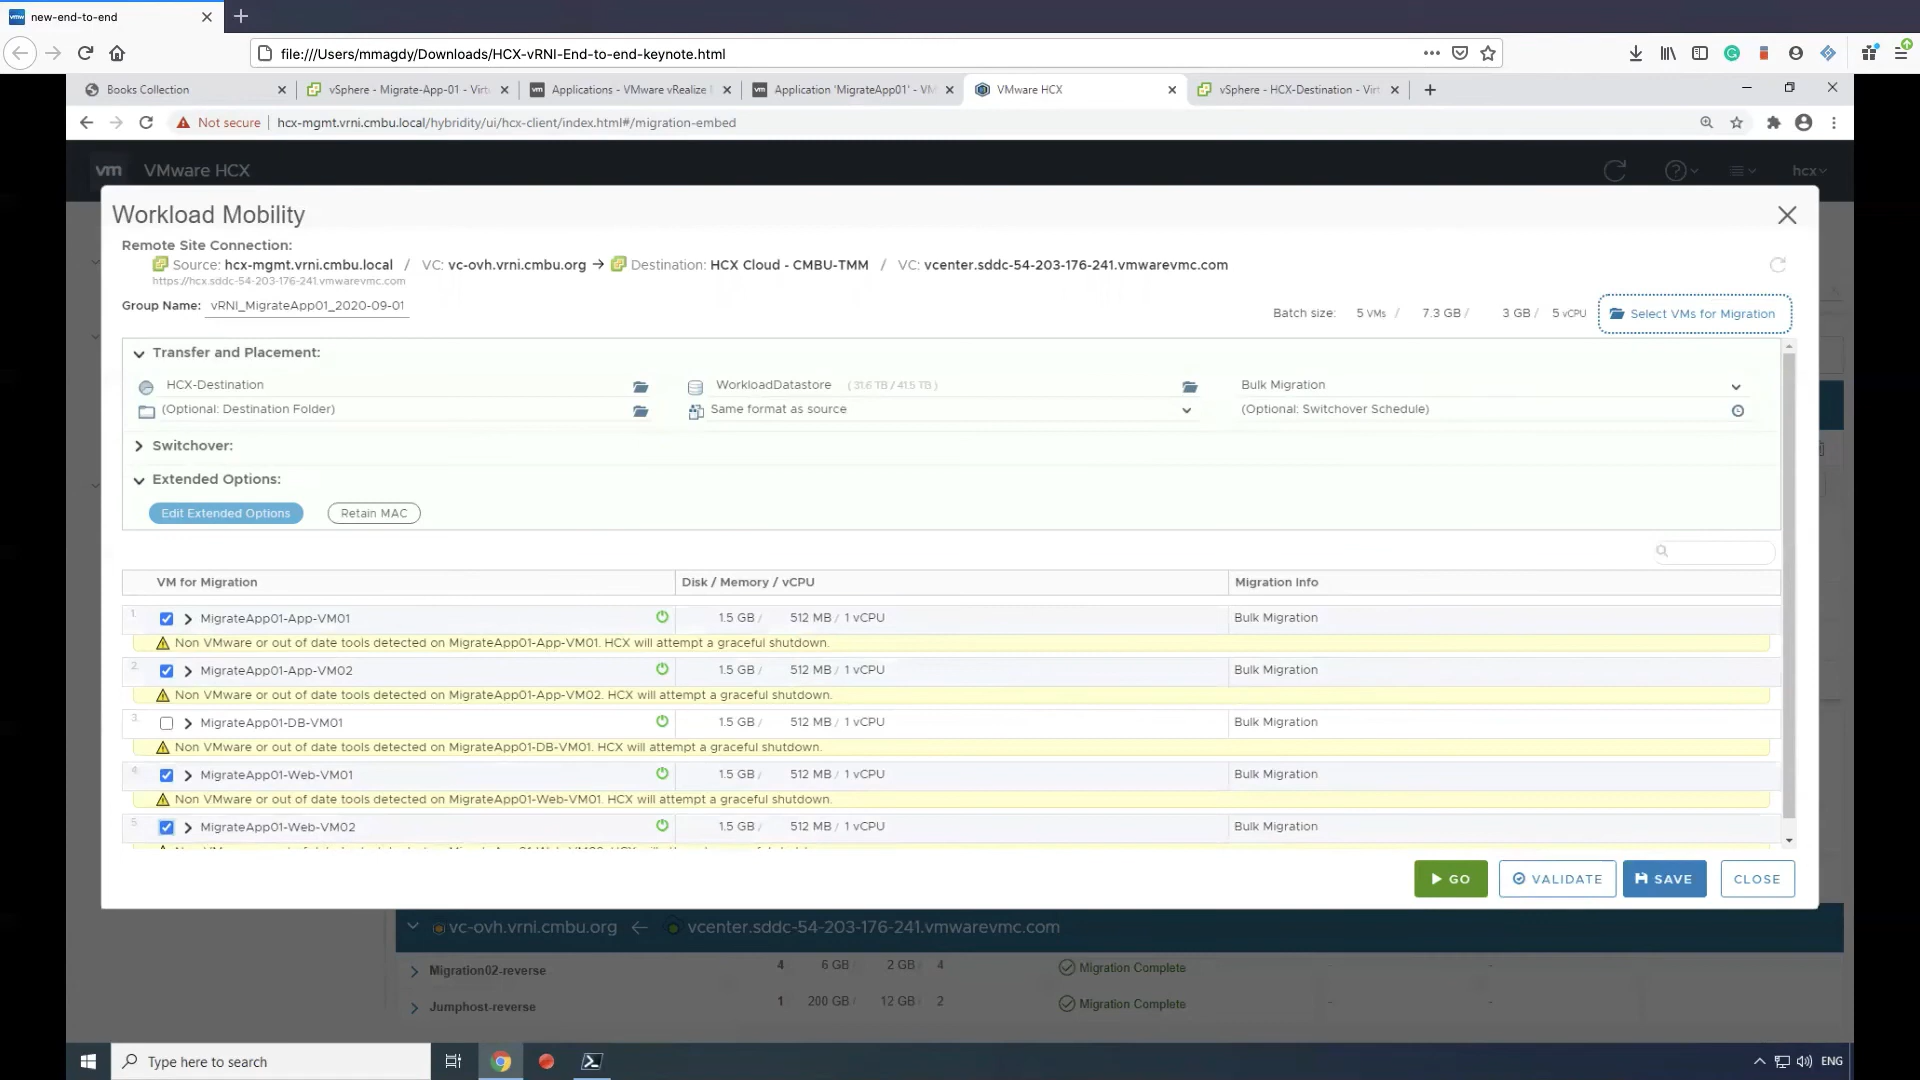 new-end-to-end
file:///Users/mmagdy/Downloads/HCX-vRNI-End-to-end-keynote.html
Books Collection
vSphere - Migrate-App-01 - Virt
Applications - VMware vRealize
Application 'MigrateApp01' - VM
VMware HCX
vSphere - HCX-Destination - Virt
Not secure
hcx-mgmt.vrni.cmbu.local/hybridity/ui/hcx-client/index.html#/migration-embed
vm VMware HCX
hcx
Workload Mobility
Remote Site Connection:
Source: hcx-mgmt.vrni.cmbu.local / VC: vc-ovh.vrni.cmbu.org → Destination: HCX Cloud - CMBU-TMM / VC: vcenter.sddc-54-203-176-241.vmwarevmc.com
https://hcx.sddc-54-203-176-241.vmwarevmc.com
Group Name: vRNI_MigrateApp01_2020-09-01
Batch size: 5 VMs / 7.3 GB / 3 GB / 5 vCPU
Select VMs for Migration
Transfer and Placement:
HCX-Destination
WorkloadDatastore ( 31.6 TB / 41.5 TB )
Bulk Migration
(Optional: Destination Folder)
Same format as source
(Optional: Switchover Schedule)
Switchover:
Extended Options:
Edit Extended Options
Retain MAC
VM for Migration
Disk / Memory / vCPU
Migration Info
1. MigrateApp01-App-VM01 1.5 GB / 512 MB / 1 vCPU Bulk Migration
Non VMware or out of date tools detected on MigrateApp01-App-VM01. HCX will attempt a graceful shutdown.
2. MigrateApp01-App-VM02 1.5 GB / 512 MB / 1 vCPU Bulk Migration
Non VMware or out of date tools detected on MigrateApp01-App-VM02. HCX will attempt a graceful shutdown.
3. MigrateApp01-DB-VM01 1.5 GB / 512 MB / 1 vCPU Bulk Migration
Non VMware or out of date tools detected on MigrateApp01-DB-VM01. HCX will attempt a graceful shutdown.
4. MigrateApp01-Web-VM01 1.5 GB / 512 MB / 1 vCPU Bulk Migration
Non VMware or out of date tools detected on MigrateApp01-Web-VM01. HCX will attempt a graceful shutdown.
5. MigrateApp01-Web-VM02 1.5 GB / 512 MB / 1 vCPU Bulk Migration
GO
VALIDATE
SAVE
CLOSE
vc-ovh.vrni.cmbu.org ← vcenter.sddc-54-203-176-241.vmwarevmc.com
Migration02-reverse 4 6 GB 2 GB 4 Migration Complete - -
Jumphost-reverse 1 200 GB 12 GB 2 Migration Complete - -
Type here to search
ENG